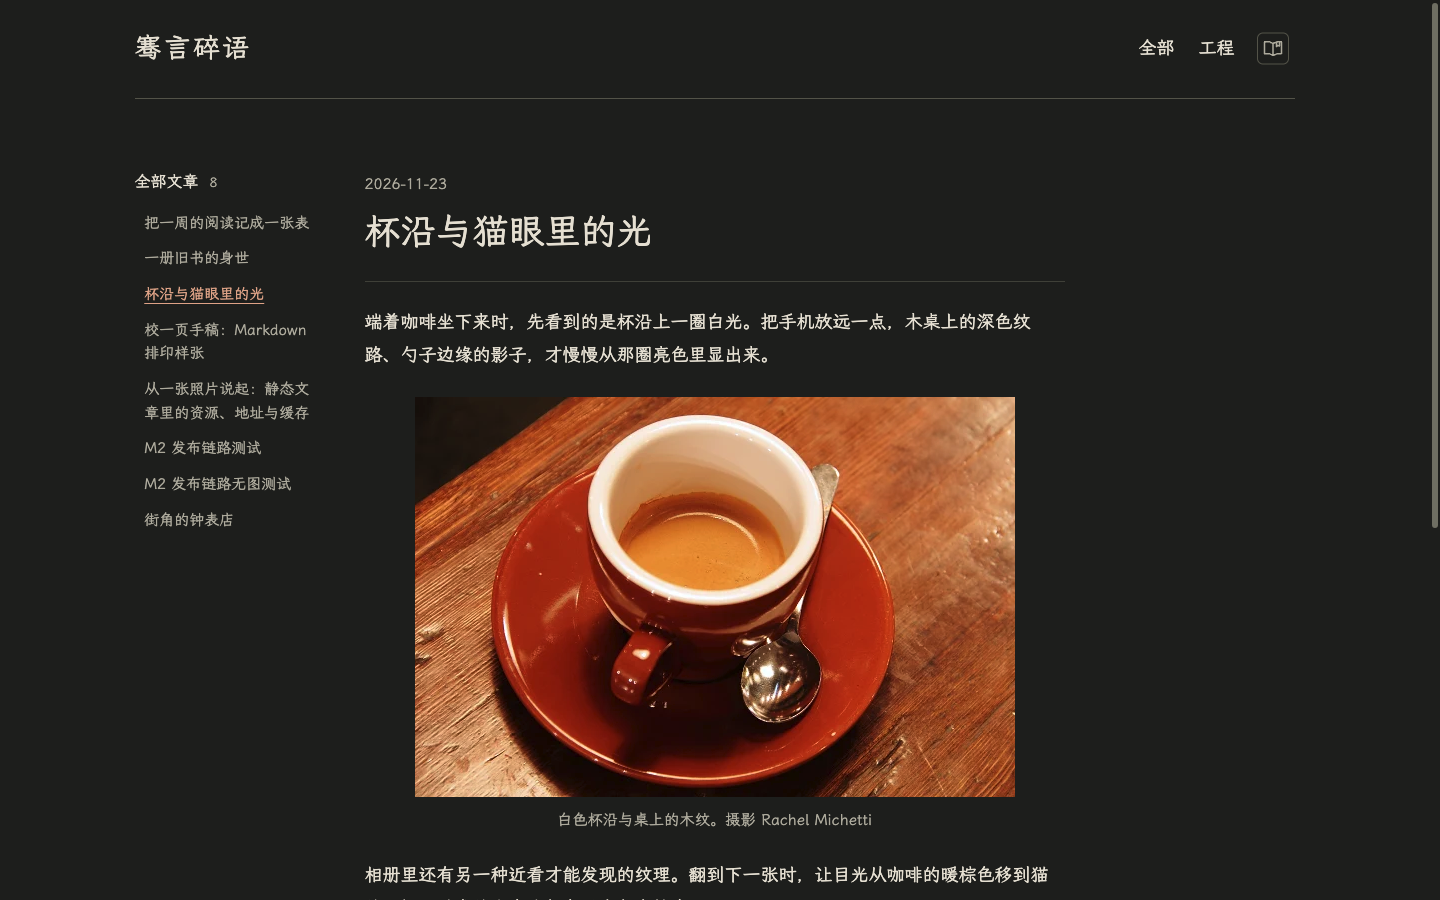 骞言碎语
全部
工程
全部文章 8
把一周的阅读记成一张表
一册旧书的身世
杯沿与猫眼里的光
校一页手稿：Markdown
排印样张
从一张照片说起：静态文
章里的资源、地址与缓存
M2 发布链路测试
M2 发布链路无图测试
街角的钟表店
2026-11-23
杯沿与猫眼里的光
端着咖啡坐下来时，先看到的是杯沿上一圈白光。把手机放远一点，木桌上的深色纹
路、勺子边缘的影子，才慢慢从那圈亮色里显出来。
白色杯沿与桌上的木纹。摄影 Rachel Michetti
相册里还有另一种近看才能发现的纹理。翻到下一张时，让目光从咖啡的暖棕色移到猫